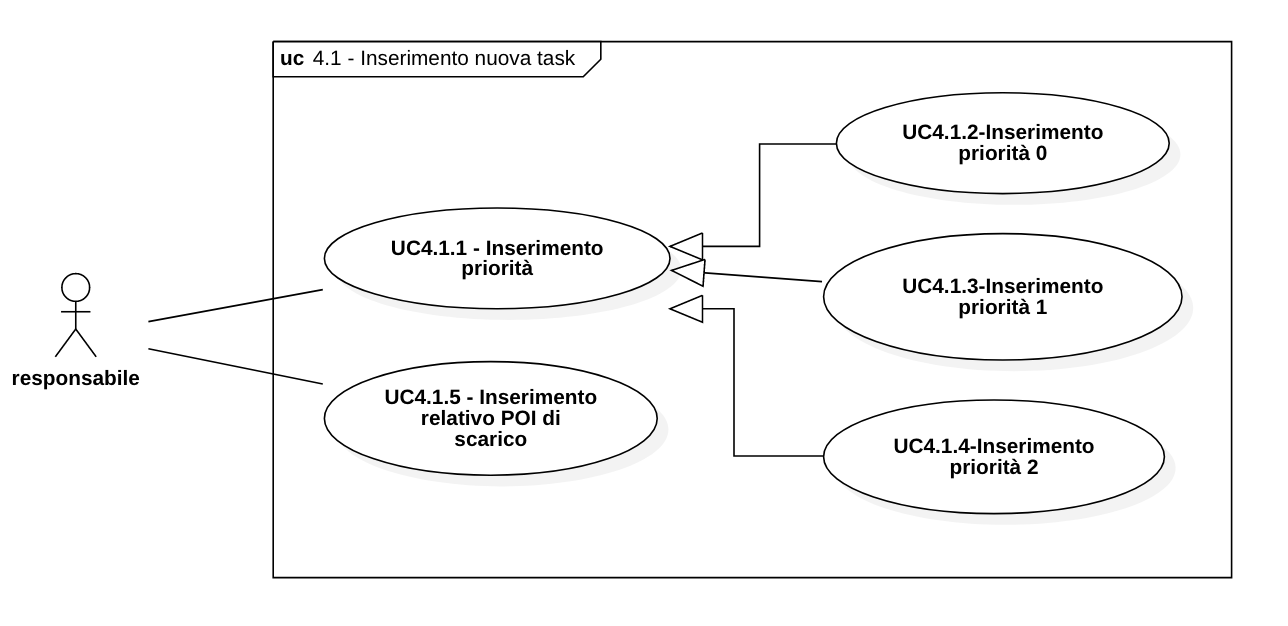 uc 4.1 - Inserimento nuova task
UC4.1.2-Inserimento
priorità 0
UC4.1.1 - Inserimento
priorità
UC4.1.3-Inserimento
priorità 1
responsabile
UC4.1.5 - Inserimento
relativo POI di
scarico
UC4.1.4-Inserimento
priorità 2